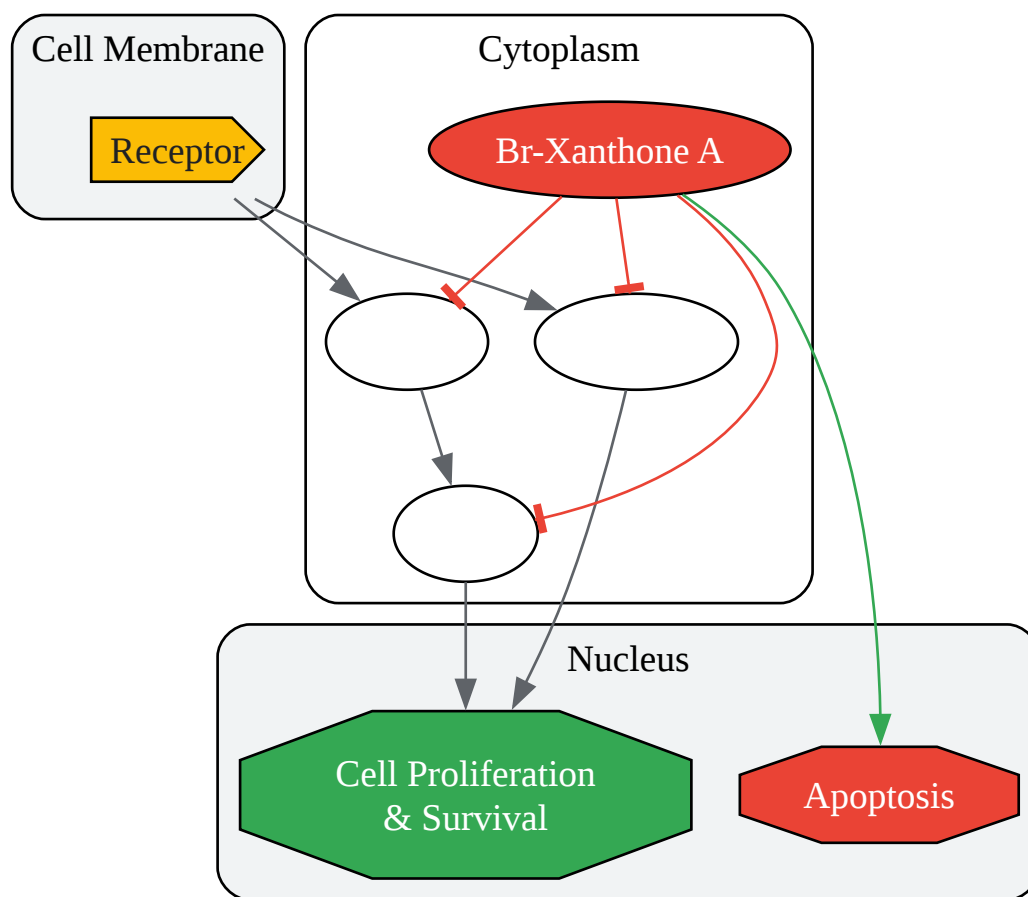 Cell Membrane
Cytoplasm
Receptor
Br-Xanthone A
Nucleus
Cell Proliferation
& Survival
Apoptosis